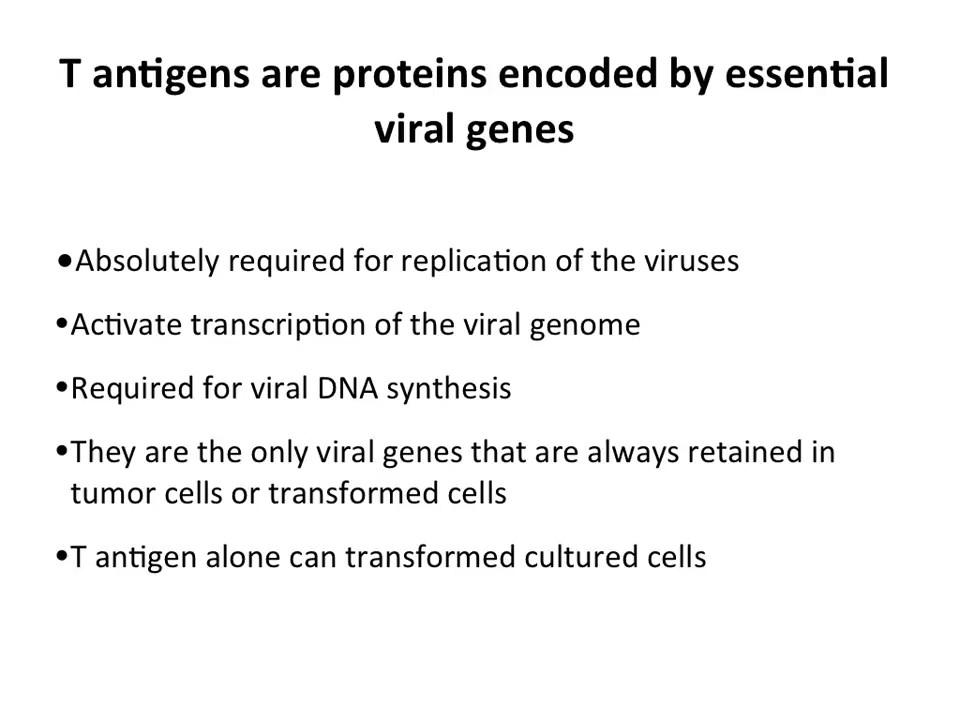 T antigens are proteins encoded by essential
viral genes
•Absolutely required for replication of the viruses
•Activate transcription of the viral genome
•Required for viral DNA synthesis
•They are the only viral genes that are always retained in
tumor cells or transformed cells
•T antigen alone can transformed cultured cells